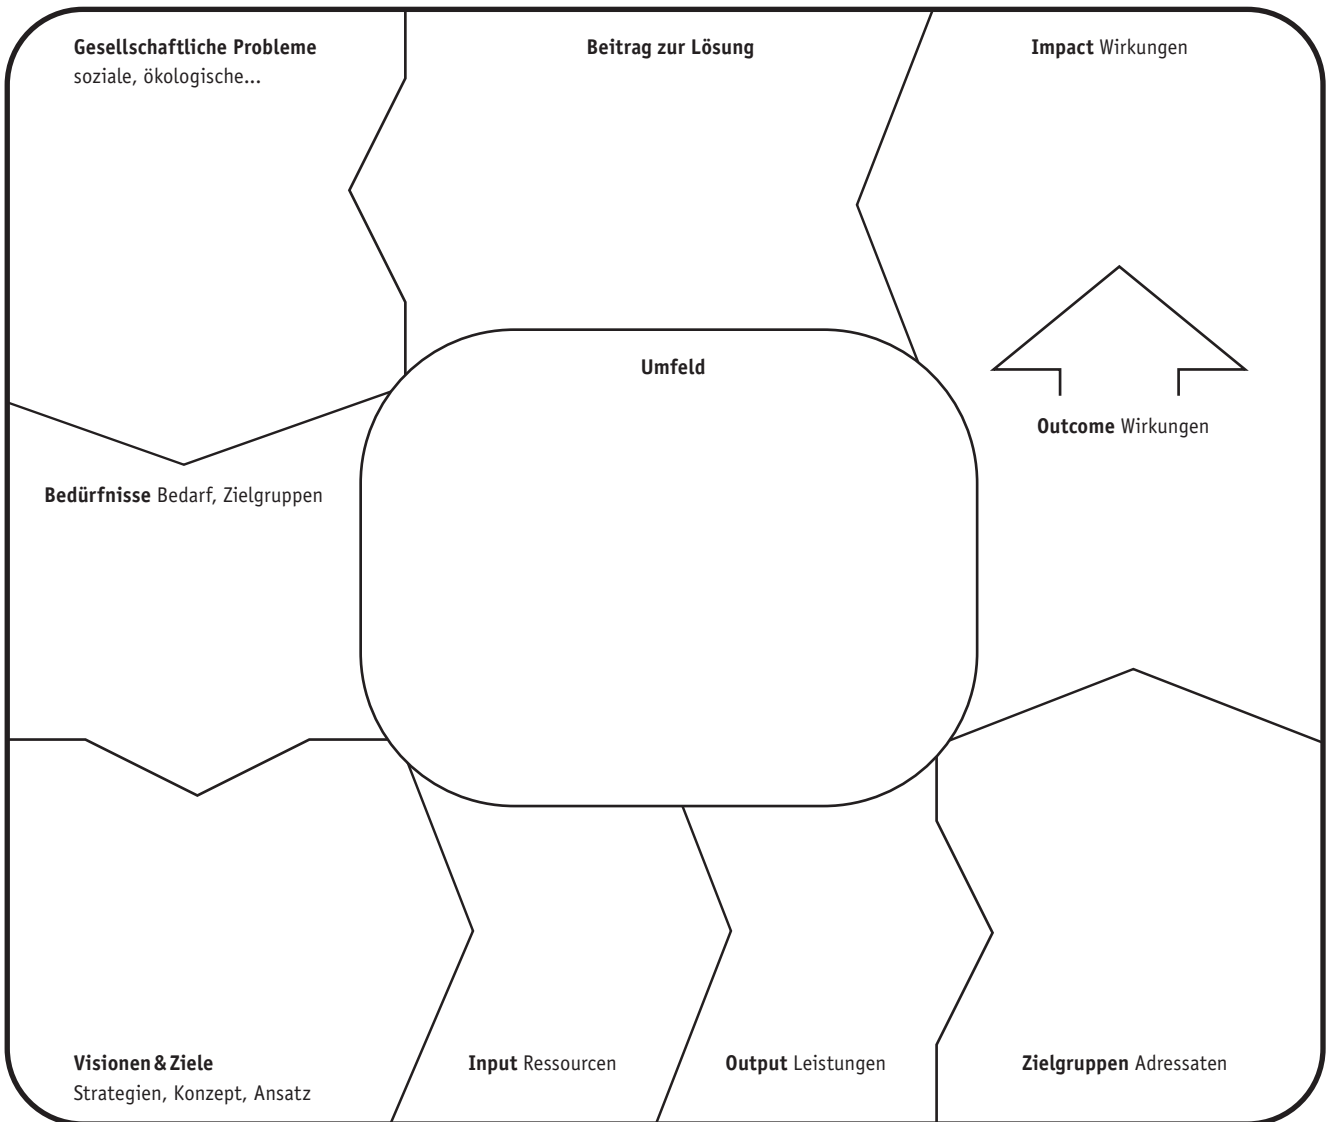 Gesellschaftliche Probleme
soziale, ökologische...
Beitrag zur Lösung
Impact Wirkungen
Umfeld
Outcome Wirkungen
Bedürfnisse Bedarf, Zielgruppen
Visionen & Ziele
Strategien, Konzept, Ansatz
Input Ressourcen
Output Leistungen
Zielgruppen Adressaten